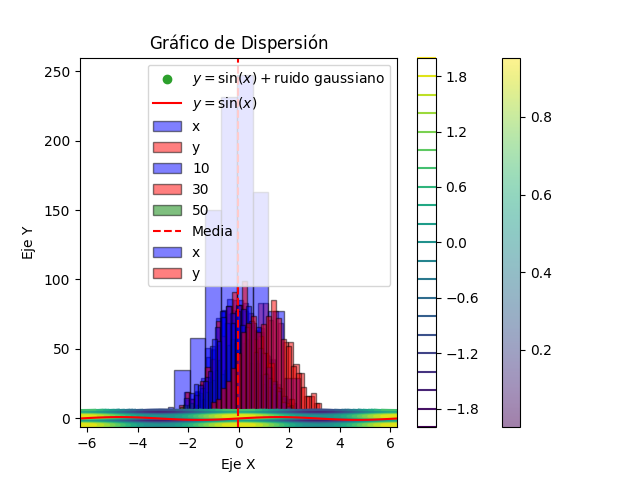 Gráfico de Dispersión
Eje Y
250
200
150
100
50
0
y = sin(x) + ruido gaussiano
y = sin(x)
x
y
10
30
50
Media
x
y
−6
−4
−2
0
2
4
6
Eje X
1.8
1.2
0.6
0.0
−0.6
−1.2
−1.8
0.8
0.6
0.4
0.2